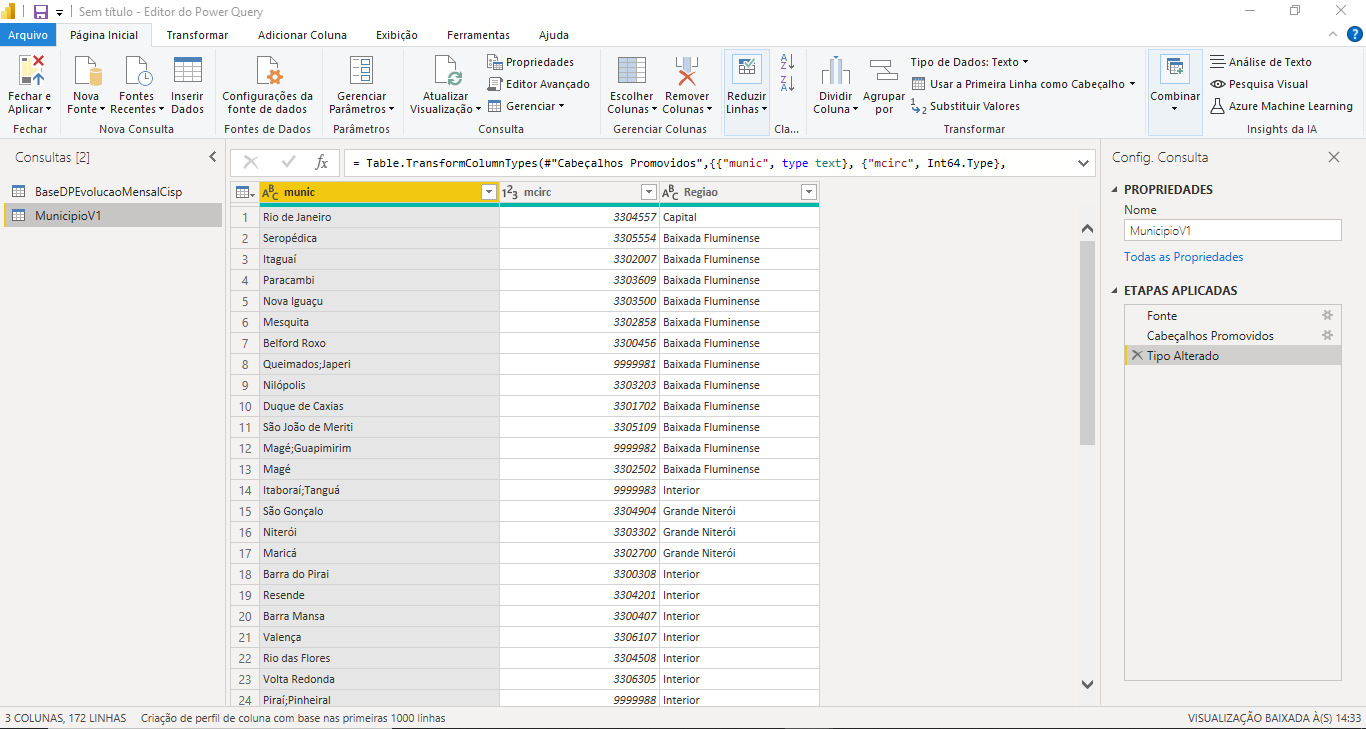 Sem título - Editor do Power Query
Arquivo Página Inicial Transformar Adicionar Coluna Exibição Ferramentas Ajuda
Fechar e Aplicar
Fechar
Nova Fonte
Fontes Recentes
Inserir Dados
Nova Consulta
Configurações da fonte de dados
Fontes de Dados
Gerenciar Parâmetros
Parâmetros
Atualizar Visualização
Propriedades
Editor Avançado
Gerenciar
Consulta
Escolher Colunas
Remover Colunas
Gerenciar Colunas
Reduzir Linhas
Cla...
Dividir Coluna
Agrupar por
Tipo de Dados: Texto
Usar a Primeira Linha como Cabeçalho
Substituir Valores
Transformar
Combinar
Análise de Texto
Pesquisa Visual
Azure Machine Learning
Insights da IA
Consultas [2]
BaseDPEvolucaoMensalCisp
MunicipioV1
= Table.TransformColumnTypes(#"Cabeçalhos Promovidos",{{"munic", type text}, {"mcirc", Int64.Type},
munic mcirc Regiao
1 Rio de Janeiro 3304557 Capital
2 Seropédica 3305554 Baixada Fluminense
3 Itaguaí 3302007 Baixada Fluminense
4 Paracambi 3303609 Baixada Fluminense
5 Nova Iguaçu 3303500 Baixada Fluminense
6 Mesquita 3302858 Baixada Fluminense
7 Belford Roxo 3300456 Baixada Fluminense
8 Queimados;Japeri 9999981 Baixada Fluminense
9 Nilópolis 3303203 Baixada Fluminense
10 Duque de Caxias 3301702 Baixada Fluminense
11 São João de Meriti 3305109 Baixada Fluminense
12 Magé;Guapimirim 9999982 Baixada Fluminense
13 Magé 3302502 Baixada Fluminense
14 Itaboraí;Tanguá 9999983 Interior
15 São Gonçalo 3304904 Grande Niterói
16 Niterói 3303302 Grande Niterói
17 Maricá 3302700 Grande Niterói
18 Barra do Pirai 3300308 Interior
19 Resende 3304201 Interior
20 Barra Mansa 3300407 Interior
21 Valença 3306107 Interior
22 Rio das Flores 3304508 Interior
23 Volta Redonda 3306305 Interior
24 Piraí;Pinheiral 9999988 Interior
Config. Consulta
PROPRIEDADES
Nome
MunicipioV1
Todas as Propriedades
ETAPAS APLICADAS
Fonte
Cabeçalhos Promovidos
Tipo Alterado
3 COLUNAS, 172 LINHAS Criação de perfil de coluna com base nas primeiras 1000 linhas
VISUALIZAÇÃO BAIXADA À(S) 14:33